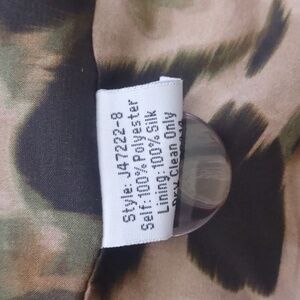 Style: J47222-8
Self: 100% Polyester
Lining: 100% Silk
Dry Clean Only